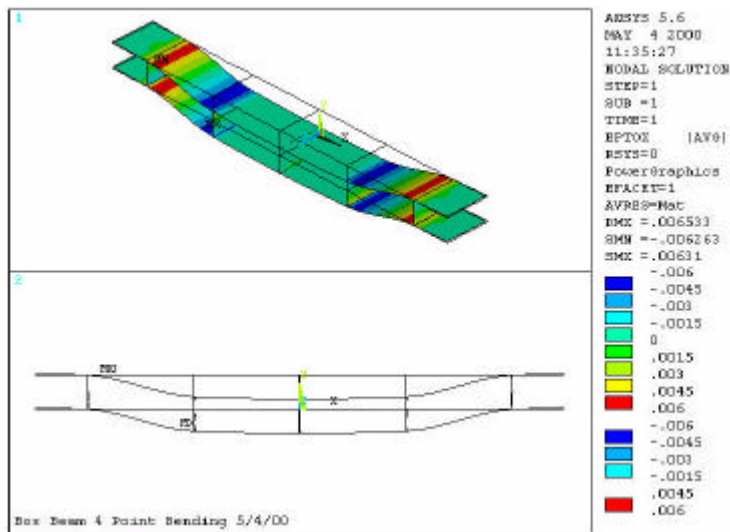 1
ANSYS 5.6
MAY 4 2000
11:35:27
NODAL SOLUTION
STEP=1
SUB =1
TIME=1
EPTOX (AVG)
RSYS=0
PowerGraphics
EFACET=1
AVRES=Mat
DMX =.006533
SMN =-.006263
SMX =.00631
-.006
-.0045
-.003
-.0015
0
.0015
.003
.0045
.006
-.006
-.0045
-.003
-.0015
.0045
.006
Y
X
2
Y
X
Box Beam 4 Point Bending 5/4/00